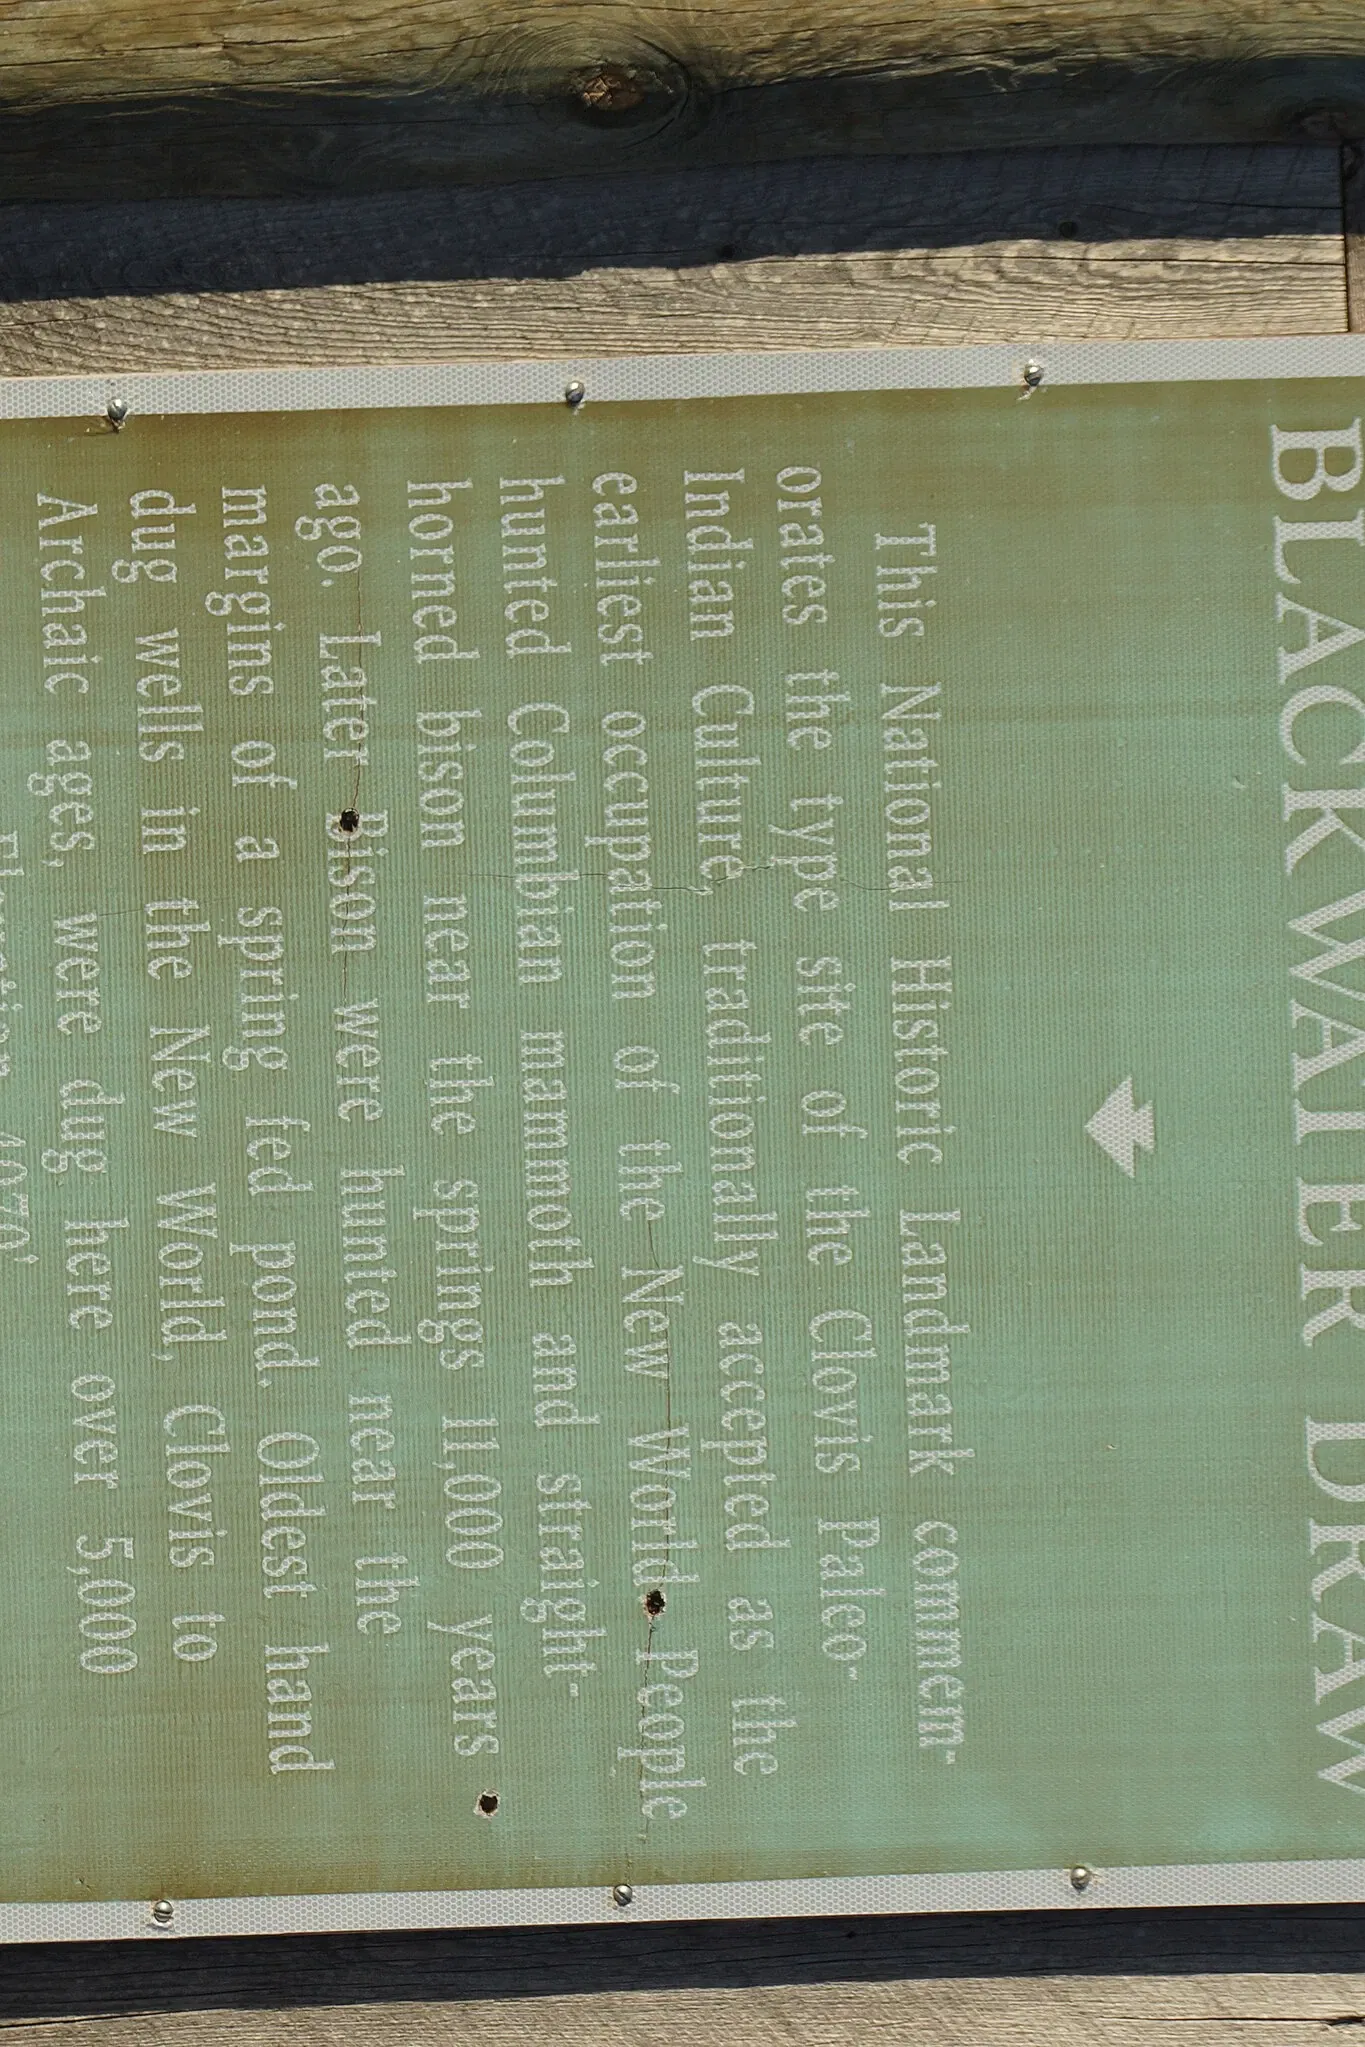 BLACKWATER DRAW
This National Historic Landmark commem-
orates the type site of the Clovis Paleo-
Indian Culture, traditionally accepted as the
earliest occupation of the New World. People
hunted Columbian mammoth and straight-
horned bison near the springs 11,000 years
ago. Later Bison were hunted near the
margins of a spring fed pond. Oldest hand
dug wells in the New World, Clovis to
Archaic ages, were dug here over 5,000
Elevation 4070'